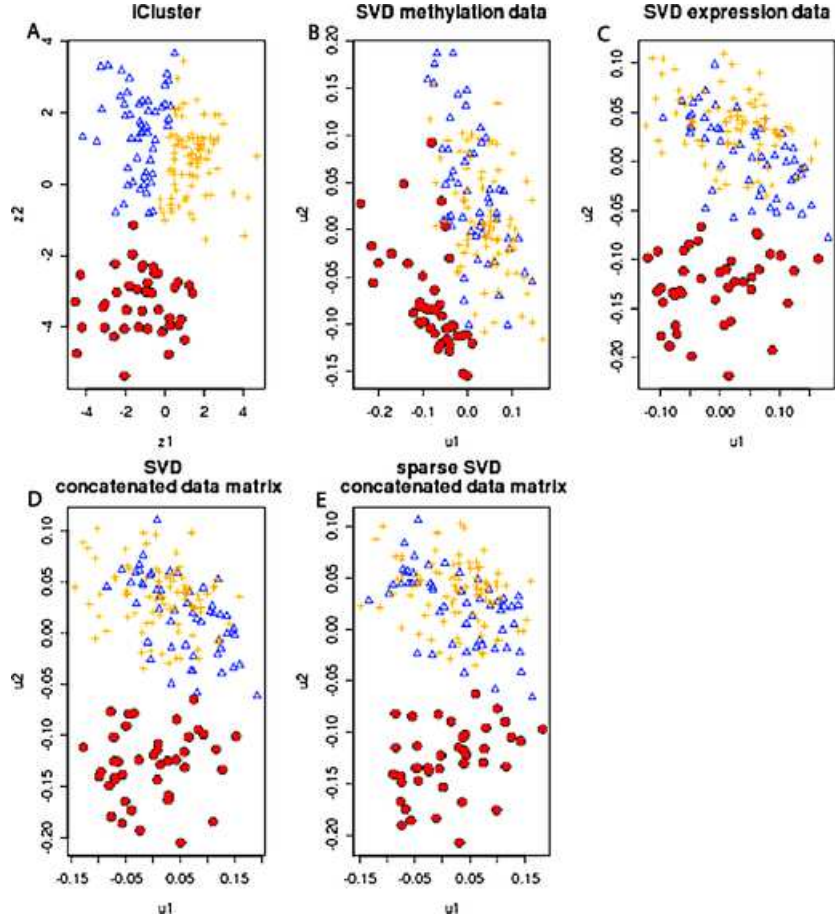 A
iCluster
4
2
0
-2
-4
z2
-4 -2 0 2 4
z1
B
SVD methylation data
0.20
0.15
0.10
0.05
0.00
-0.05
-0.10
-0.15
u2
-0.2 -0.1 0.0 0.1
u1
C
SVD expression data
0.10
0.05
0.00
-0.05
-0.10
-0.15
-0.20
u2
-0.10 0.00 0.10
u1
D
SVD
concatenated data matrix
0.10
0.05
0.00
-0.05
-0.10
-0.15
-0.20
u2
-0.15 -0.05 0.05 0.15
u1
E
sparse SVD
concatenated data matrix
0.10
0.05
0.00
-0.05
-0.10
-0.15
-0.20
u2
-0.15 -0.05 0.05 0.15
u1